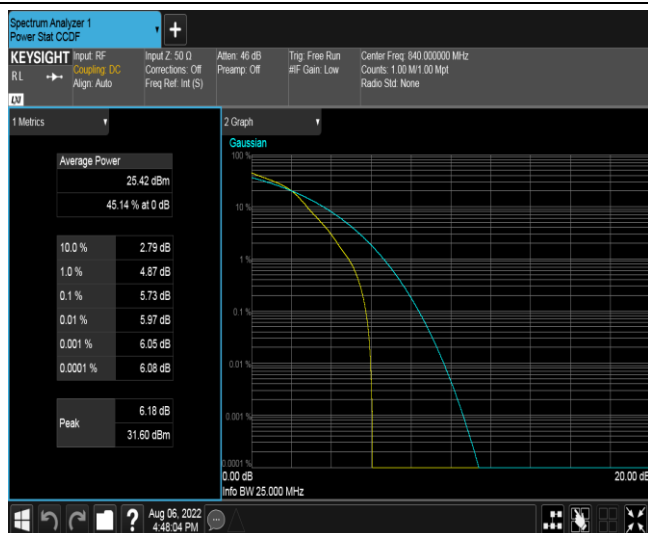 Spectrum Analyzer 1
Power Stat CCDF
+
KEYSIGHT Input: RF Input Z: 50 Ω Atten: 46 dB Trig: Free Run Center Freq: 840.000000 MHz
RL Coupling: DC Corrections: Off Preamp: Off #IF Gain: Low Counts: 1.00 M/1.00 Mpt
Align: Auto Freq Ref: Int (S) Radio Std: None
LXI
1 Metrics
Average Power
25.42 dBm
45.14 % at 0 dB
10.0 % 2.79 dB
1.0 % 4.87 dB
0.1 % 5.73 dB
0.01 % 5.97 dB
0.001 % 6.05 dB
0.0001 % 6.08 dB
Peak 6.18 dB
31.60 dBm
2 Graph
Gaussian
100 %
10 %
1 %
0.1 %
0.01 %
0.001 %
0.0001 %
0.00 dB 20.00 dB
Info BW 25.000 MHz
? Aug 06, 2022
4:48:04 PM